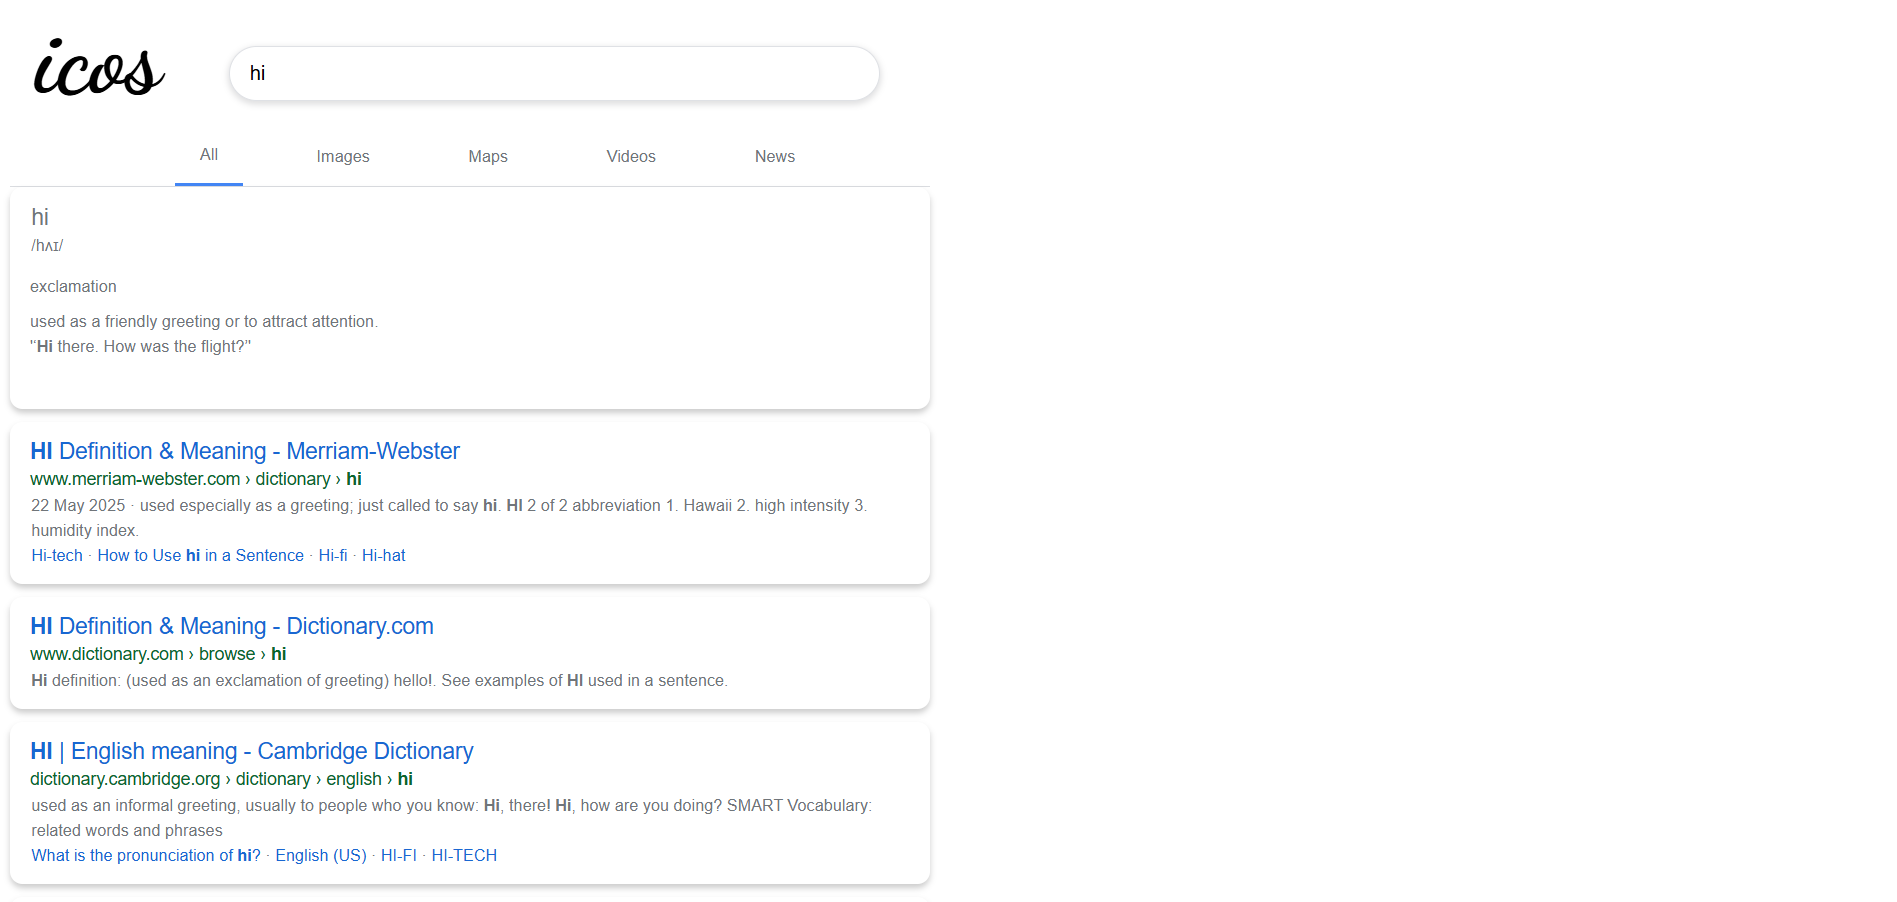 icos
hi
All Images Maps Videos News
hi
/hʌɪ/
exclamation
used as a friendly greeting or to attract attention.
"Hi there. How was the flight?"
HI Definition & Meaning - Merriam-Webster
www.merriam-webster.com › dictionary › hi
22 May 2025 · used especially as a greeting; just called to say hi. HI 2 of 2 abbreviation 1. Hawaii 2. high intensity 3.
humidity index.
Hi-tech · How to Use hi in a Sentence · Hi-fi · Hi-hat
HI Definition & Meaning - Dictionary.com
www.dictionary.com › browse › hi
Hi definition: (used as an exclamation of greeting) hello!. See examples of HI used in a sentence.
HI | English meaning - Cambridge Dictionary
dictionary.cambridge.org › dictionary › english › hi
used as an informal greeting, usually to people who you know: Hi, there! Hi, how are you doing? SMART Vocabulary:
related words and phrases
What is the pronunciation of hi? · English (US) · HI-FI · HI-TECH